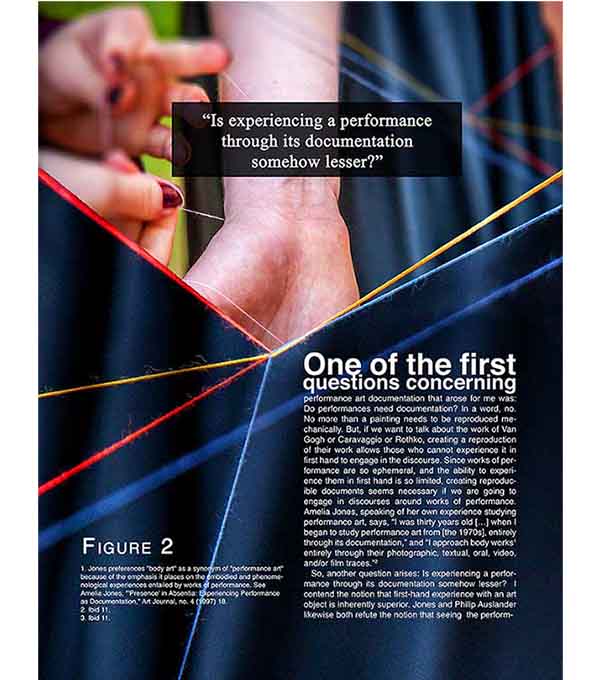 “Is experiencing a performance
through its documentation
somehow lesser?”
One of the first
questions concerning
performance art documentation that arose for me was:
Do performances need documentation? In a word, no.
No more than a painting needs to be reproduced me-
chanically. But, if we want to talk about the work of Van
Gogh or Caravaggio or Rothko, creating a reproduction
of their work allows those who cannot experience it in
first hand to engage in the discourse. Since works of per-
formance are so ephemeral, and the ability to experi-
ence them in first hand is so limited, creating reproduc-
ible documents seems necessary if we are going to
engage in discourses around works of performance.
Amelia Jones, speaking of her own experience studying
performance art, says, "I was thirty years old [...] when I
began to study performance art from [the 1970s], entirely
through its documentation," and "I approach body works¹
entirely through their photographic, textual, oral, video,
and/or film traces."²
So, another question arises: Is experiencing a perfor-
mance through its documentation somehow lesser? I
contend the notion that first-hand experience with an art
object is inherently superior. Jones and Philip Auslander
likewise both refute the notion that seeing the perform-
Figure 2
1. Jones preferences "body art" as a synonym of "performance art"
because of the emphasis it places on the embodied and phenome-
nological experiences entailed by works of performance. See
Amelia Jones, "'Presence' in Absentia: Experiencing Performance
as Documentation," Art Journal, no. 4 (1997) 18.
2. Ibid 11.
3. Ibid 11.